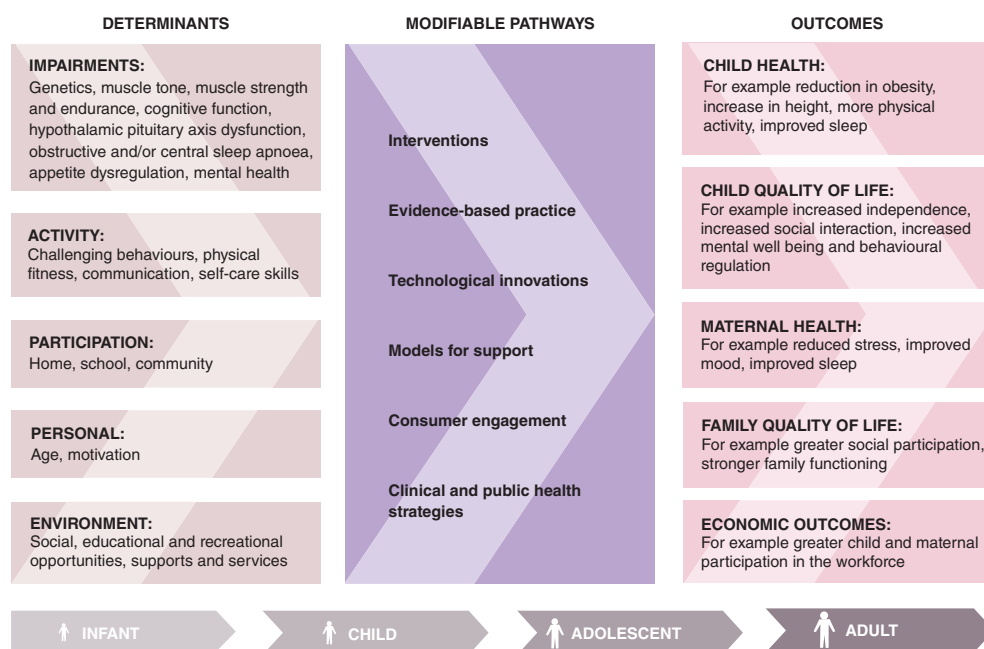 DETERMINANTS
IMPAIRMENTS:
Genetics, muscle tone, muscle strength
and endurance, cognitive function,
hypothalamic pituitary axis dysfunction,
obstructive and/or central sleep apnoea,
appetite dysregulation, mental health
ACTIVITY:
Challenging behaviours, physical
fitness, communication, self-care skills
PARTICIPATION:
Home, school, community
PERSONAL:
Age, motivation
ENVIRONMENT:
Social, educational and recreational
opportunities, supports and services
MODIFIABLE PATHWAYS
Interventions
Evidence-based practice
Technological innovations
Models for support
Consumer engagement
Clinical and public health
strategies
OUTCOMES
CHILD HEALTH:
For example reduction in obesity,
increase in height, more physical
activity, improved sleep
CHILD QUALITY OF LIFE:
For example increased independence,
increased social interaction, increased
mental well being and behavioural
regulation
MATERNAL HEALTH:
For example reduced stress, improved
mood, improved sleep
FAMILY QUALITY OF LIFE:
For example greater social participation,
stronger family functioning
ECONOMIC OUTCOMES:
For example greater child and maternal
participation in the workforce
INFANT
CHILD
ADOLESCENT
ADULT